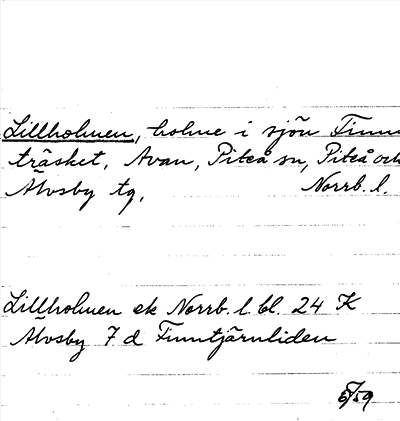 Lillholmen, holme i sjön Finn
träsket, Avan, Piteå sn, Piteå och
Älvsby tg, Norrb. l.
Lillholmen ek Norrb. l. bl. 24 K
Älvsby 7 d Finntjärnliden
5/59